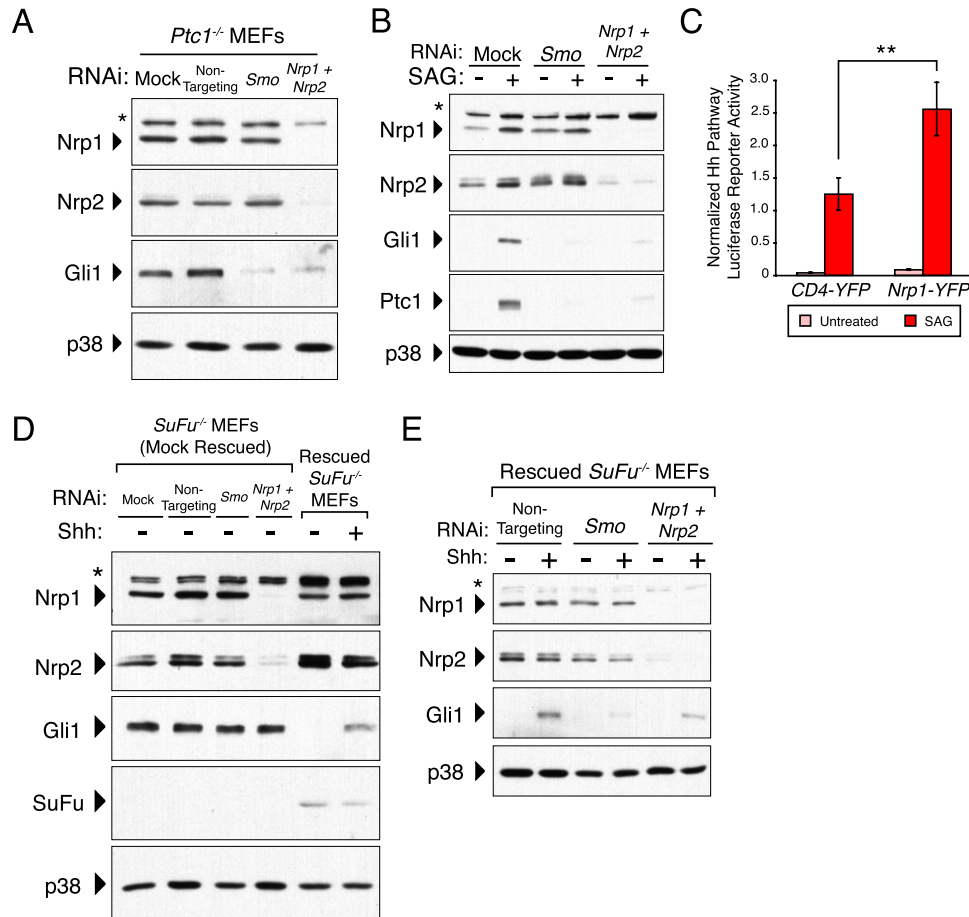 A
Ptc1-/- MEFs
RNAi: Mock Non-Targeting Smo Nrp1 + Nrp2
*
Nrp1
Nrp2
Gli1
p38
B
RNAi: Mock Smo Nrp1 + Nrp2
SAG: - + - + - +
*
Nrp1
Nrp2
Gli1
Ptc1
p38
C
**
Normalized Hh Pathway
Luciferase Reporter Activity
3.0
2.5
2.0
1.5
1.0
0.5
0
CD4-YFP Nrp1-YFP
Untreated SAG
D
SuFu-/- MEFs
(Mock Rescued)
Rescued
SuFu-/-
MEFs
RNAi: Mock Non-Targeting Smo Nrp1 + Nrp2
Shh: - - - - - +
*
Nrp1
Nrp2
Gli1
SuFu
p38
E
Rescued SuFu-/- MEFs
RNAi: Non-Targeting Smo Nrp1 + Nrp2
Shh: - + - + - +
*
Nrp1
Nrp2
Gli1
p38